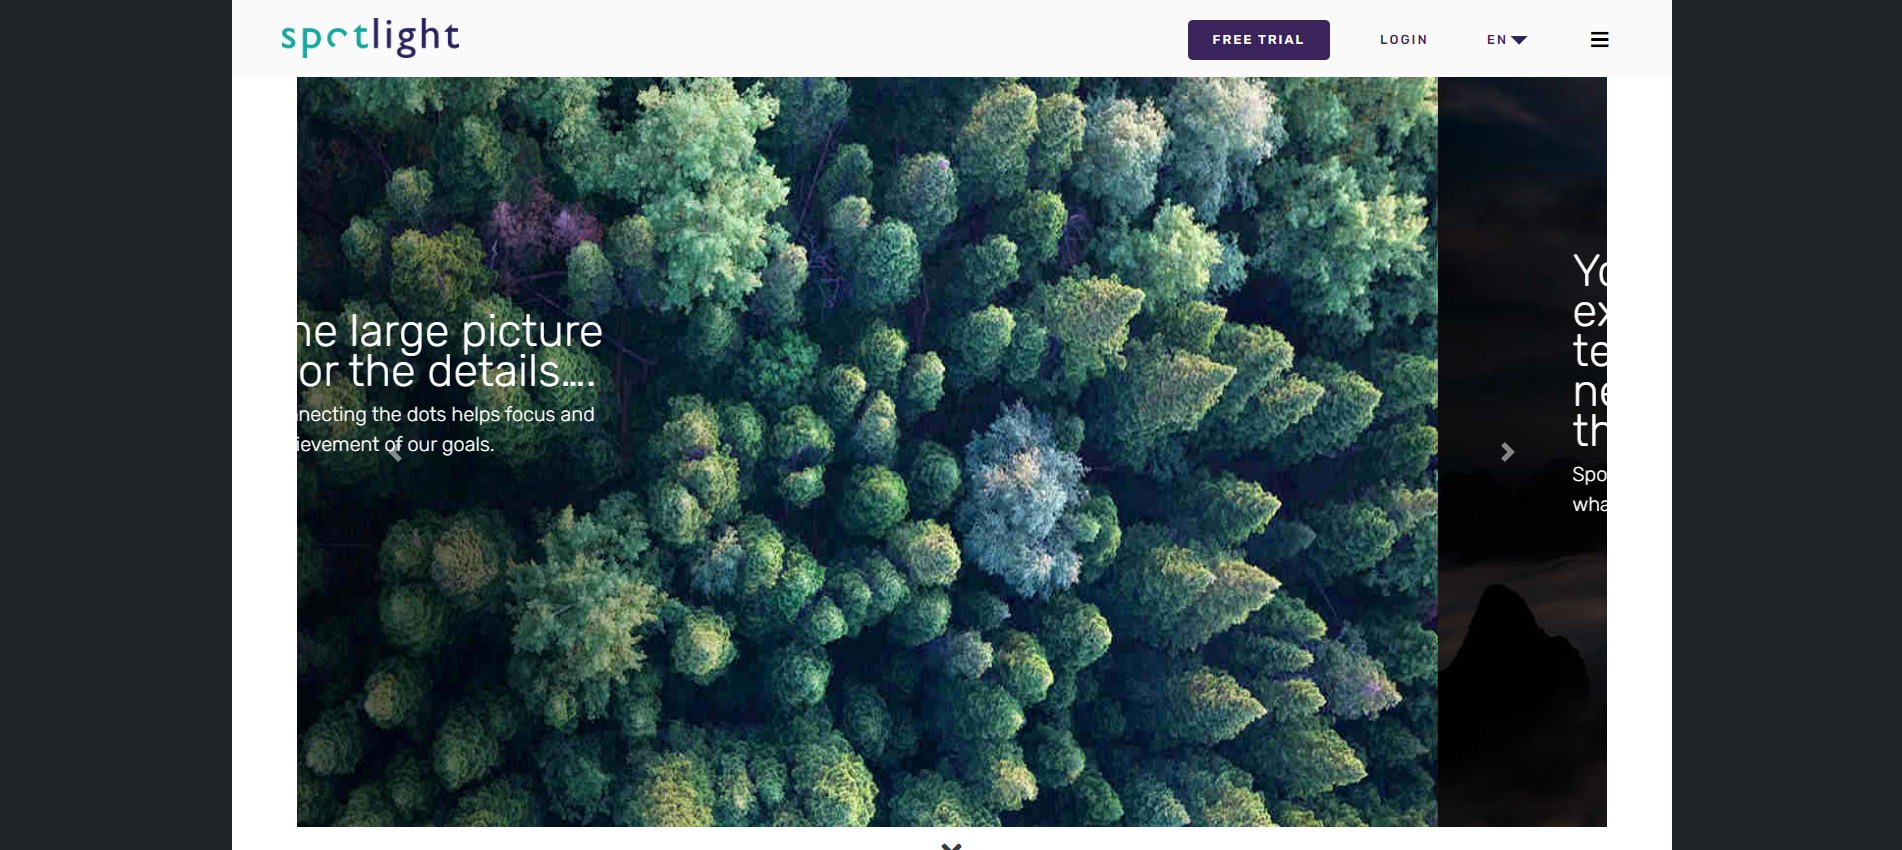 spotlight
FREE TRIAL
LOGIN
EN
he large picture
or the details....
nnecting the dots helps focus and
ievement of our goals.
Yo
ex
te
ne
th
Spo
wha